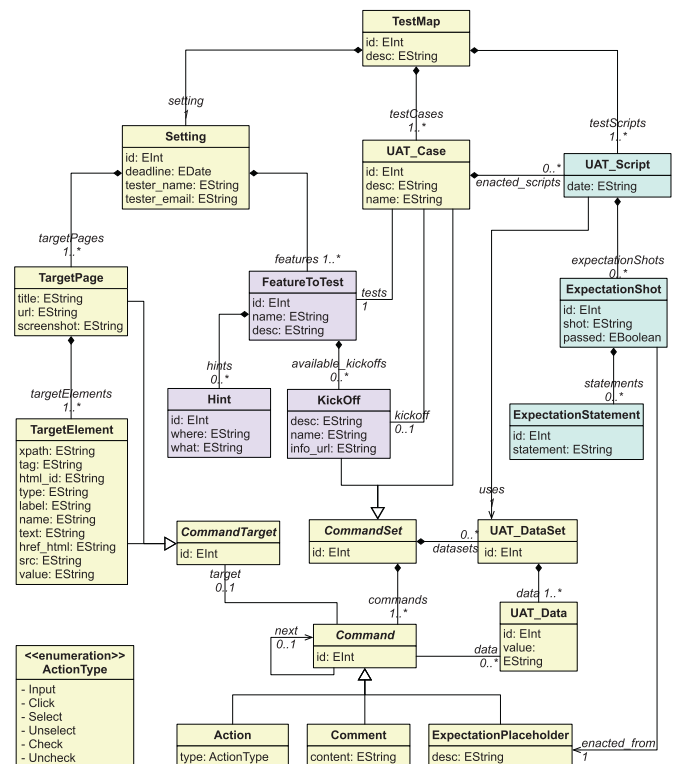 TestMap
id: EInt
desc: EString
setting
1
testCases
1..*
testScripts
1..*
Setting
id: EInt
deadline: EDate
tester_name: EString
tester_email: EString
UAT_Case
id: EInt
desc: EString
name: EString
0..*
enacted_scripts
UAT_Script
date: EString
targetPages
1..*
features 1..*
expectationShots
0..*
TargetPage
title: EString
url: EString
screenshot: EString
FeatureToTest
id: EInt
name: EString
desc: EString
tests
1
ExpectationShot
id: EInt
shot: EString
passed: EBoolean
hints
0..*
available_kickoffs
0..*
statements
0..*
targetElements
1..*
Hint
id: EInt
where: EString
what: EString
KickOff
desc: EString
name: EString
info_url: EString
kickoff
0..1
ExpectationStatement
id: EInt
statement: EString
TargetElement
xpath: EString
tag: EString
html_id: EString
type: EString
label: EString
name: EString
text: EString
href_html: EString
src: EString
value: EString
uses
1
CommandTarget
id: EInt
CommandSet
id: EInt
0..*
datasets
UAT_DataSet
id: EInt
target
0..1
commands
1..*
data 1..*
UAT_Data
id: EInt
value:
EString
next
0..1
Command
id: EInt
data
0..*
<<enumeration>>
ActionType
- Input
- Click
- Select
- Unselect
- Check
- Uncheck
Action
type: ActionType
Comment
content: EString
ExpectationPlaceholder
desc: EString
enacted_from
1